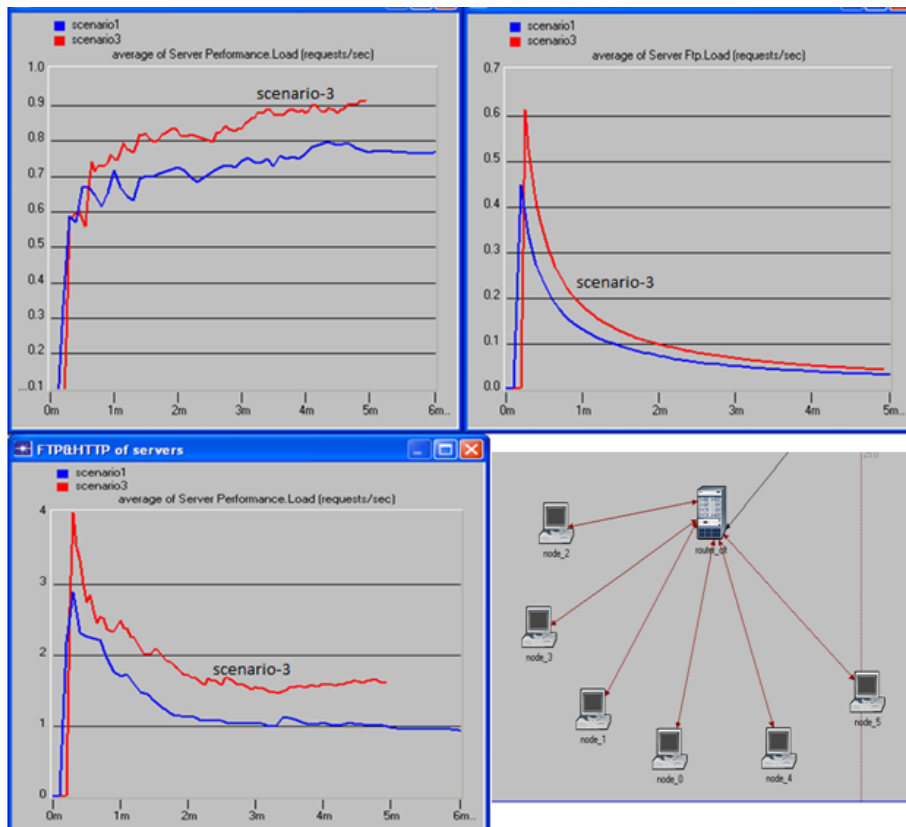 scenario1
scenario3
average of Server Performance.Load (requests/sec)
1.0
0.9
0.8
0.7
0.6
0.5
0.4
0.3
0.2
...0.1
scenario-3
0m 1m 2m 3m 4m 5m 6m..
scenario1
scenario3
average of Server Ftp.Load (requests/sec)
0.7
0.6
0.5
0.4
0.3
0.2
0.1
0.0
scenario-3
0m 1m 2m 3m 4m 5m
FTP&HTTP of servers
scenario1
scenario3
average of Server Performance.Load (requests/sec)
4
3
2
1
0
scenario-3
0m 1m 2m 3m 4m 5m 6m..
25.0
node_2
node_3
node_1
node_0
node_4
node_5